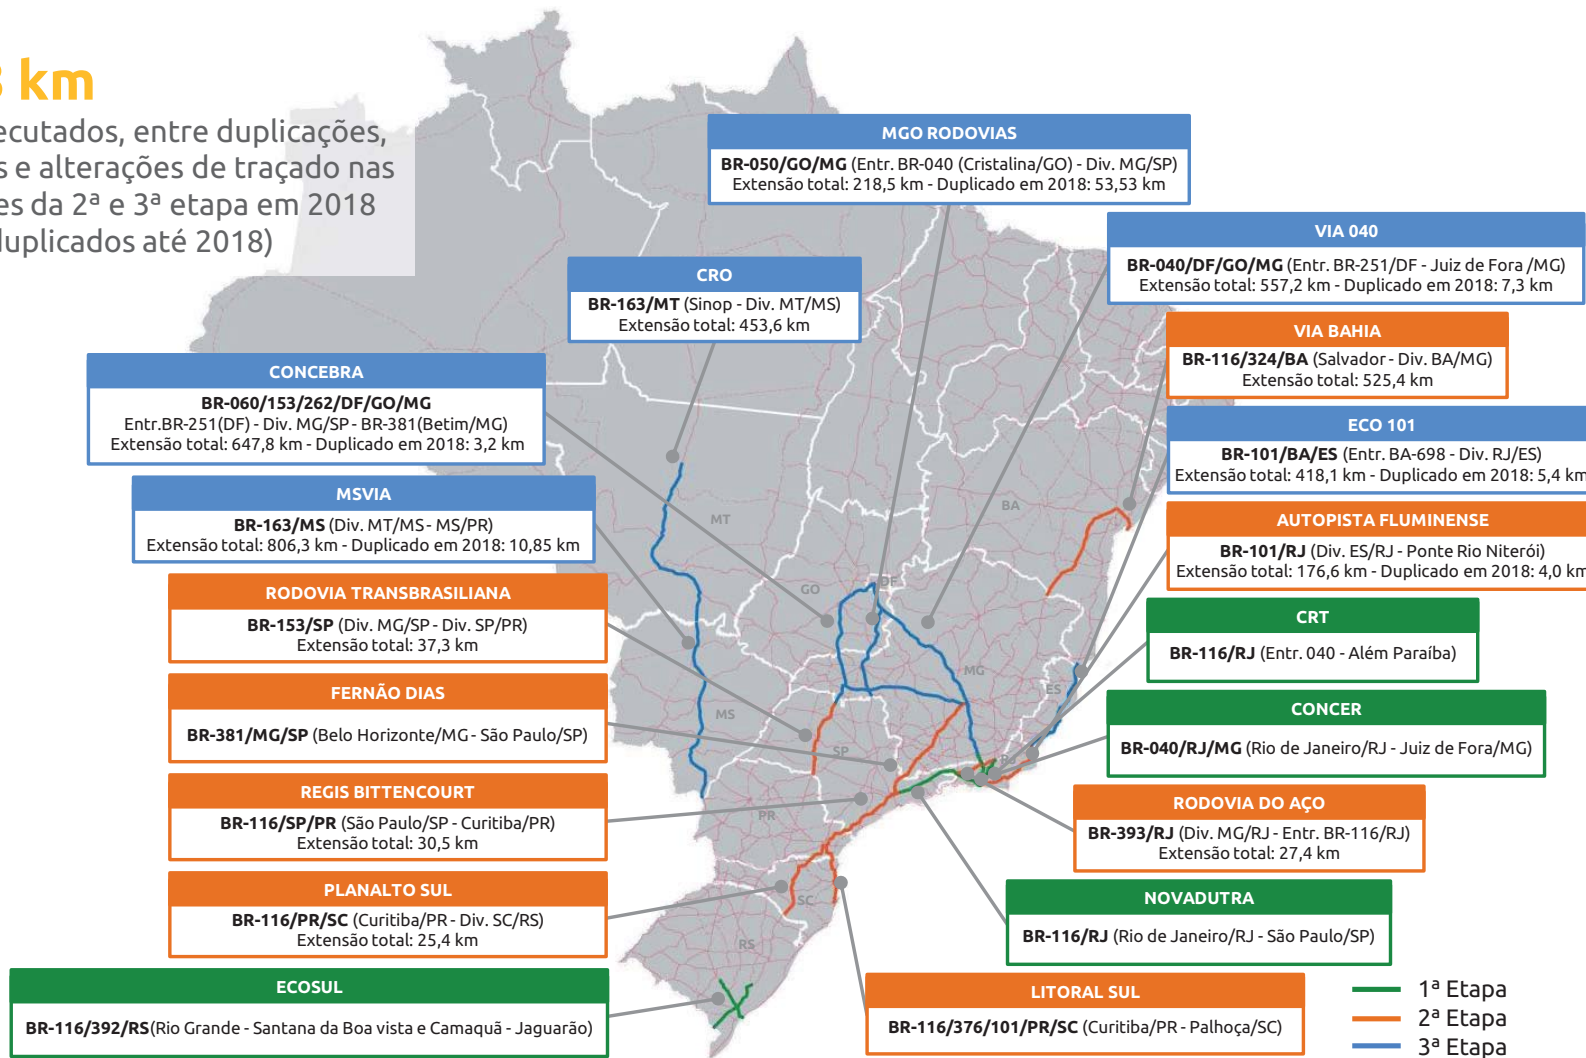 km
entre duplicações,
e alterações de traçado nas
da 2ª e 3ª etapa em 2018
duplicados até 2018)
MGO RODOVIAS
BR-050/GO/MG (Entr. BR-040 (Cristalina/GO) - Div. MG/SP)
Extensão total: 218,5 km - Duplicado em 2018: 53,53 km
VIA 040
BR-040/DF/GO/MG (Entr. BR-251/DF - Juiz de Fora /MG)
Extensão total: 557,2 km - Duplicado em 2018: 7,3 km
CRO
BR-163/MT (Sinop - Div. MT/MS)
Extensão total: 453,6 km
VIA BAHIA
BR-116/324/BA (Salvador - Div. BA/MG)
Extensão total: 525,4 km
CONCEBRA
BR-060/153/262/DF/GO/MG
Entr.BR-251(DF) - Div. MG/SP - BR-381(Betim/MG)
Extensão total: 647,8 km - Duplicado em 2018: 3,2 km
ECO 101
BR-101/BA/ES (Entr. BA-698 - Div. RJ/ES)
Extensão total: 418,1 km - Duplicado em 2018: 5,4 km
MSVIA
BR-163/MS (Div. MT/MS - MS/PR)
Extensão total: 806,3 km - Duplicado em 2018: 10,85 km
AUTOPISTA FLUMINENSE
BR-101/RJ (Div. ES/RJ - Ponte Rio Niterói)
Extensão total: 176,6 km - Duplicado em 2018: 4,0 km
RODOVIA TRANSBRASILIANA
BR-153/SP (Div. MG/SP - Div. SP/PR)
Extensão total: 37,3 km
CRT
BR-116/RJ (Entr. 040 - Além Paraíba)
FERNÃO DIAS
BR-381/MG/SP (Belo Horizonte/MG - São Paulo/SP)
CONCER
BR-040/RJ/MG (Rio de Janeiro/RJ - Juiz de Fora/MG)
REGIS BITTENCOURT
BR-116/SP/PR (São Paulo/SP - Curitiba/PR)
Extensão total: 30,5 km
RODOVIA DO AÇO
BR-393/RJ (Div. MG/RJ - Entr. BR-116/RJ)
Extensão total: 27,4 km
PLANALTO SUL
BR-116/PR/SC (Curitiba/PR - Div. SC/RS)
Extensão total: 25,4 km
NOVADUTRA
BR-116/RJ (Rio de Janeiro/RJ - São Paulo/SP)
ECOSUL
BR-116/392/RS(Rio Grande - Santana da Boa vista e Camaquã - Jaguarão)
LITORAL SUL
BR-116/376/101/PR/SC (Curitiba/PR - Palhoça/SC)
1ª Etapa
2ª Etapa
3ª Etapa
MT
BA
GO
DF
MG
ES
MS
SP
RJ
PR
SC
RS